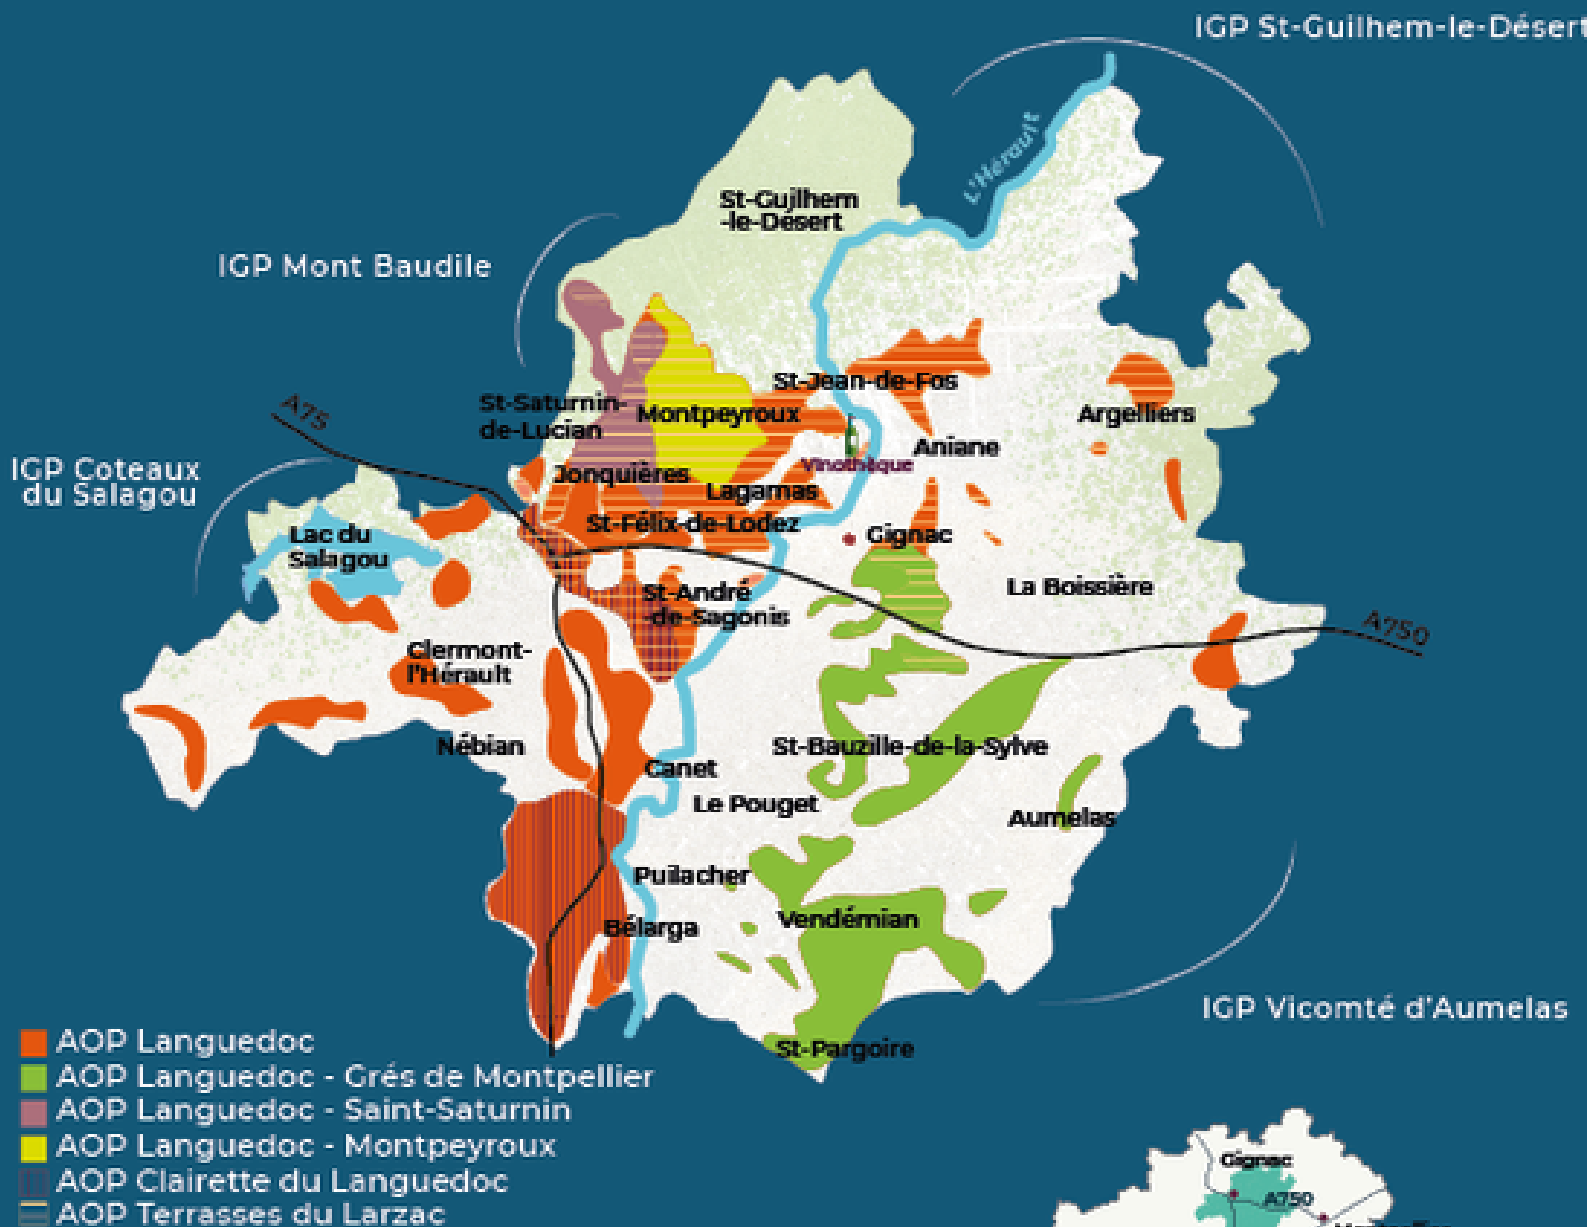 IGP St-Guilhem-le-Désert
L'Hérault
St-Guilhem
-le-Désert
IGP Mont Baudile
St-Jean-de-Fos
A75
St-Saturnin-
de-Lucian
Montpeyroux
Argelliers
Aniane
Vinothèque
IGP Coteaux
du Salagou
Jonquières
Lagamas
St-Félix-de-Lodez
Gignac
Lac du
Salagou
La Boissière
St-André
-de-Sagonis
A750
Clermont-
l'Hérault
Nébian
St-Bauzille-de-la-Sylve
Canet
Le Pouget
Aumelas
Puilacher
Vendémian
Bélarga
IGP Vicomté d'Aumelas
St-Pargoire
AOP Languedoc
AOP Languedoc - Grés de Montpellier
AOP Languedoc - Saint-Saturnin
AOP Languedoc - Montpeyroux
AOP Clairette du Languedoc
AOP Terrasses du Larzac
Gignac
A750